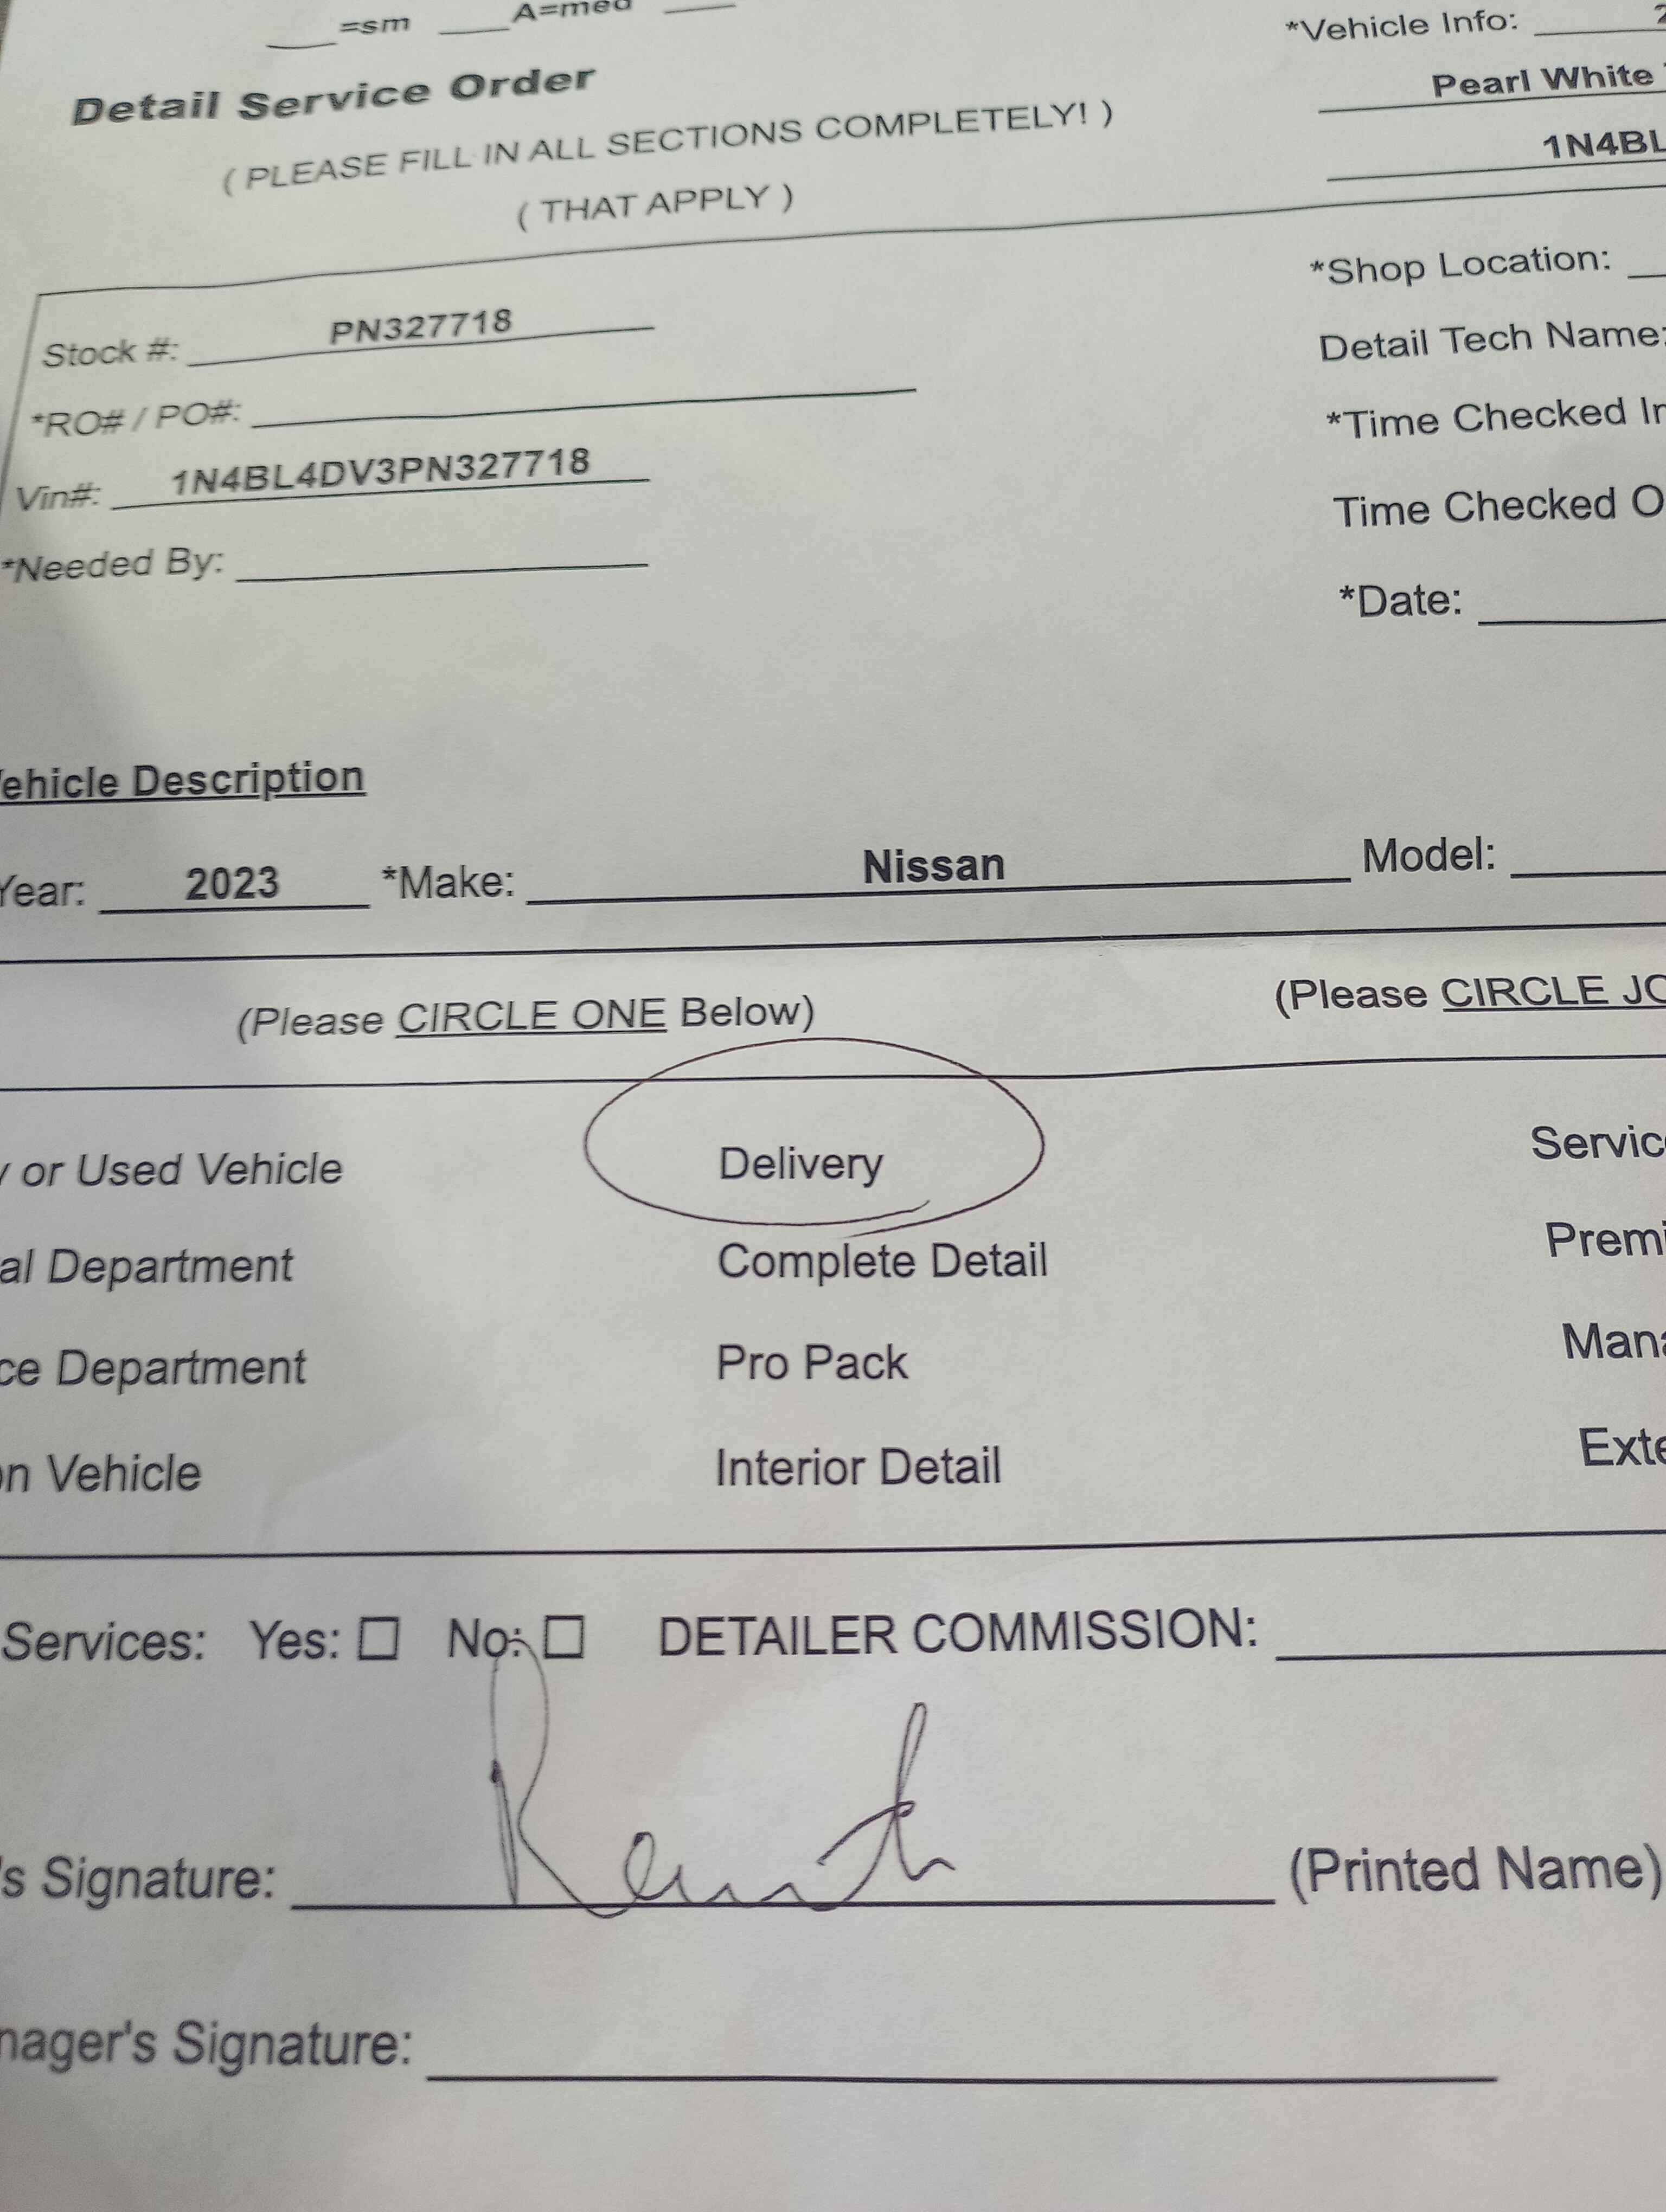 =sm A=med
*Vehicle Info:
Detail Service Order
Pearl White
( PLEASE FILL IN ALL SECTIONS COMPLETELY! )
1N4BL
( THAT APPLY )
*Shop Location:
Stock #: PN327718
Detail Tech Name:
*RO# / PO#:
*Time Checked In
Vin#: 1N4BL4DV3PN327718
Time Checked O
*Needed By:
*Date:
ehicle Description
Year: 2023 *Make: Nissan Model:
(Please CIRCLE ONE Below) (Please CIRCLE JO
or Used Vehicle Delivery Servic
al Department Complete Detail Premi
ce Department Pro Pack Mana
on Vehicle Interior Detail Exte
Services: Yes: ☐ No: ☐ DETAILER COMMISSION:
's Signature: (Printed Name)
nager's Signature: